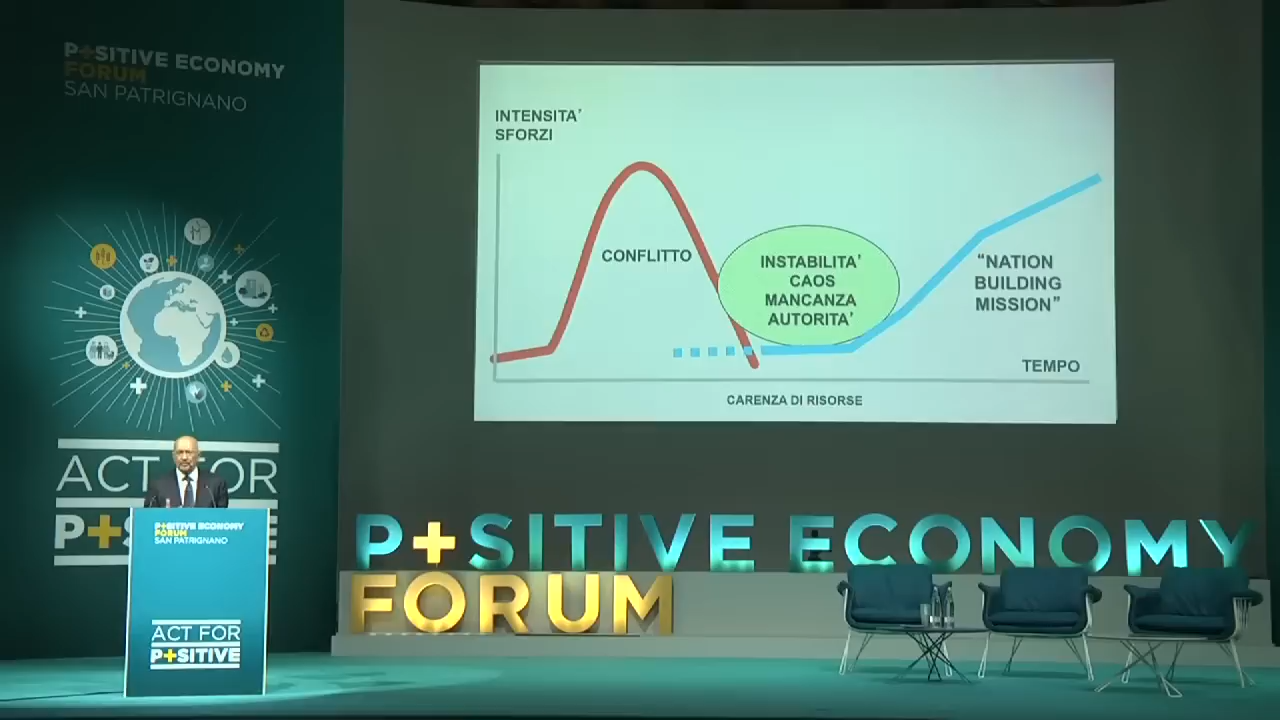 P+SITIVE ECONOMY
FORUM
SAN PATRIGNANO
ACT FOR
P+SITIVE
P+SITIVE ECONOMY
FORUM
SAN PATRIGNANO
ACT FOR
P+SITIVE
INTENSITA’
SFORZI
CONFLITTO
INSTABILITA’
CAOS
MANCANZA
AUTORITA’
“NATION
BUILDING
MISSION”
TEMPO
CARENZA DI RISORSE
P+SITIVE ECONOMY
FORUM